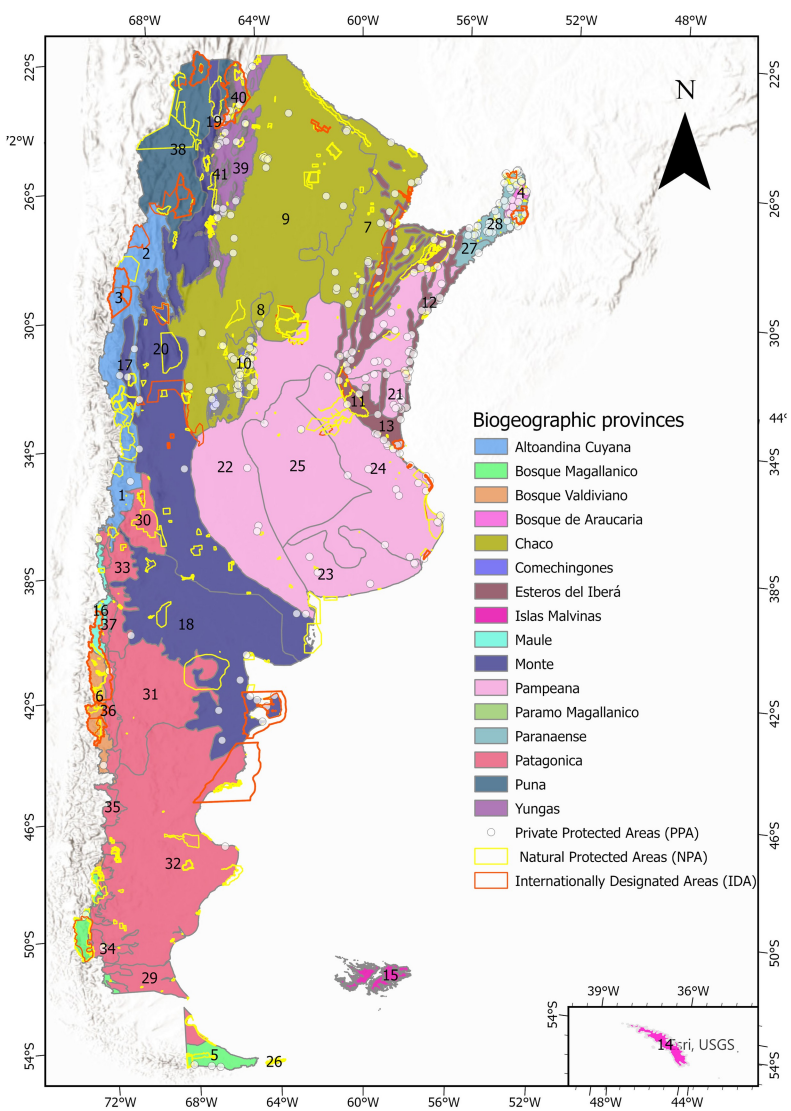 68°W 64°W 60°W 56°W 52°W 48°W
22°S 22°S
N
40
19
'2°W
38
41 39
4
26°S 26°S
9
7
28
2
27
3
12
8
30°S 30°S
20
10
17
21
11
44°
13
Biogeographic provinces
34°S 34°S
Altoandina Cuyana
22 25 24
Bosque Magallanico
1
Bosque Valdiviano
30
Bosque de Araucaria
Chaco
33
Comechingones
23
38°S 38°S
Esteros del Iberá
16
Islas Malvinas
37
18
Maule
Monte
6
31
Pampeana
36
42°S 42°S
Paramo Magallanico
Paranaense
Patagonica
Puna
35
Yungas
46°S 46°S
Private Protected Areas (PPA)
32
Natural Protected Areas (NPA)
Internationally Designated Areas (IDA)
34
50°S 50°S
29
15
39°W 36°W
54°S
14 sri, USGS
5
26
54°S 54°S
72°W 68°W 64°W 60°W 56°W 52°W 48°W 44°W